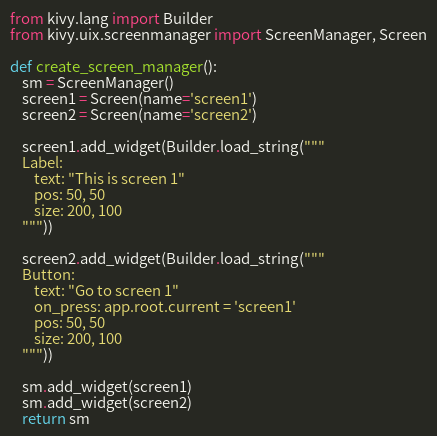 from kivy.lang import Builder
from kivy.uix.screenmanager import ScreenManager, Screen

def create_screen_manager():
    sm = ScreenManager()
    screen1 = Screen(name='screen1')
    screen2 = Screen(name='screen2')

    screen1.add_widget(Builder.load_string("""
    Label:
        text: "This is screen 1"
        pos: 50, 50
        size: 200, 100
    """))

    screen2.add_widget(Builder.load_string("""
    Button:
        text: "Go to screen 1"
        on_press: app.root.current = 'screen1'
        pos: 50, 50
        size: 200, 100
    """))

    sm.add_widget(screen1)
    sm.add_widget(screen2)
    return sm